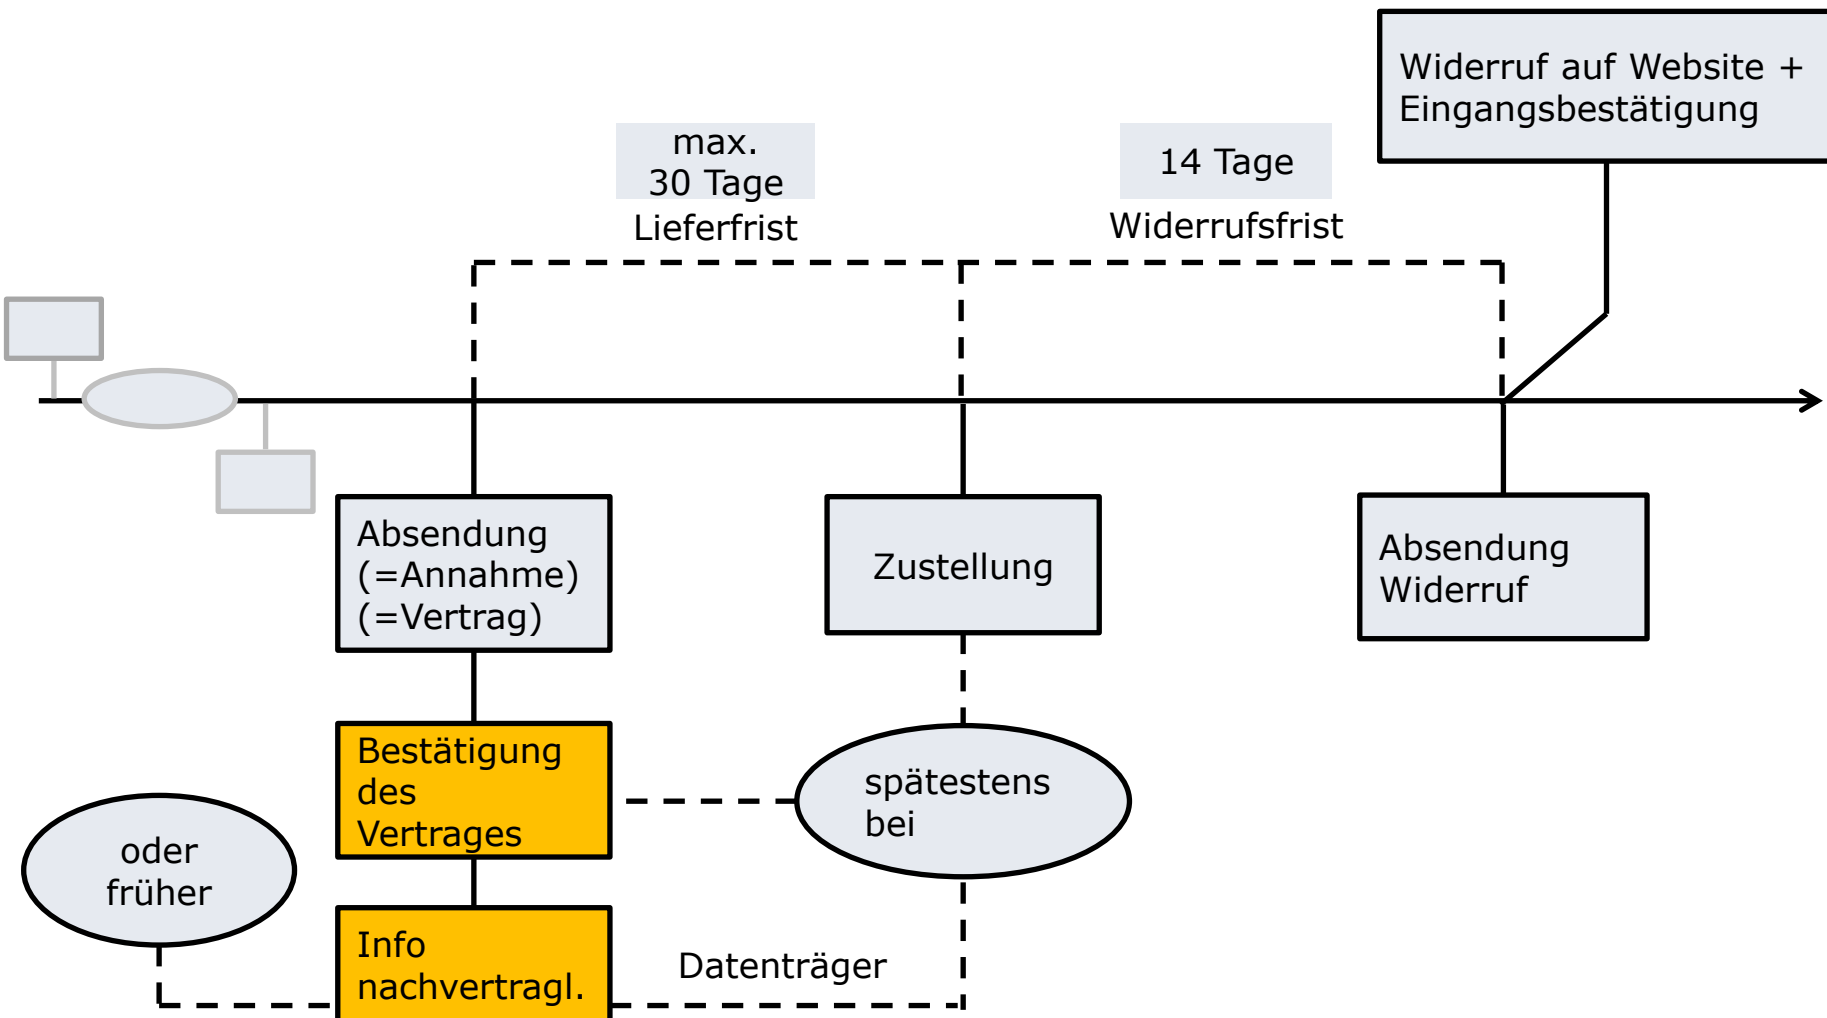 Widerruf auf Website +
Eingangsbestätigung
max.
30 Tage
Lieferfrist
14 Tage
Widerrufsfrist
Absendung
(=Annahme)
(=Vertrag)
Zustellung
Absendung
Widerruf
Bestätigung
des
Vertrages
spätestens
bei
oder
früher
Info
nachvertragl.
Datenträger